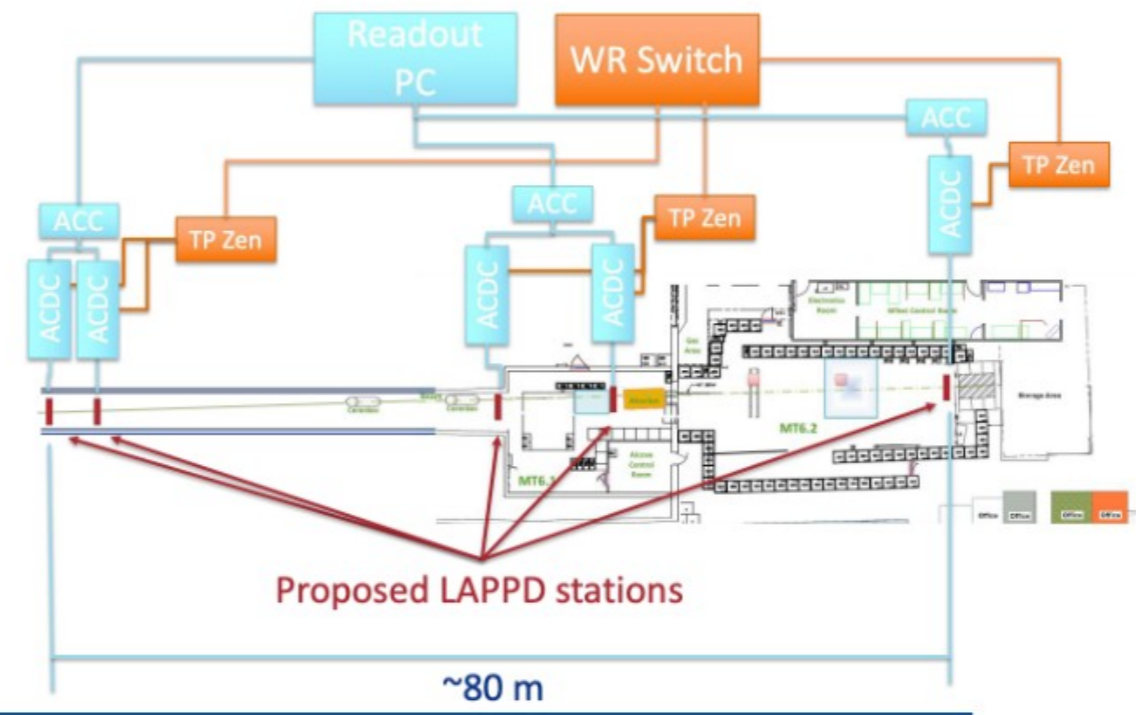 Readout
PC
WR Switch
ACC
TP Zen
ACC
TP Zen
ACC
TP Zen
ACDC
ACDC
ACDC
ACDC
ACDC
Electronics
Room
Control Room
Gas
Area
Cerenkov
Cerenkov
MT6.1
Alcove
Control
Room
MT6.2
Storage Area
Office
Office
Office
Office
Proposed LAPPD stations
~80 m